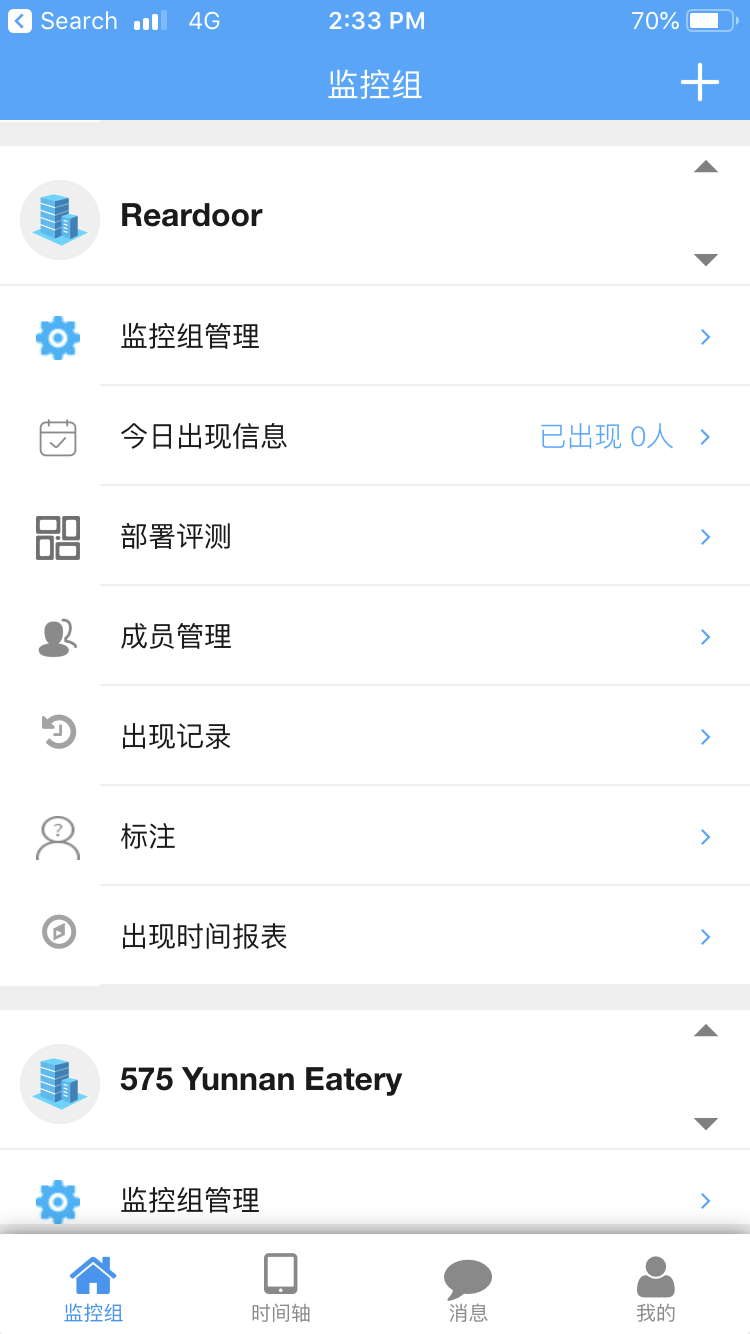 Search 4G 2:33 PM 70%
监控组
Reardoor
监控组管理
今日出现信息 已出现 0人
部署评测
成员管理
出现记录
标注
出现时间报表
575 Yunnan Eatery
监控组管理
监控组 时间轴 消息 我的